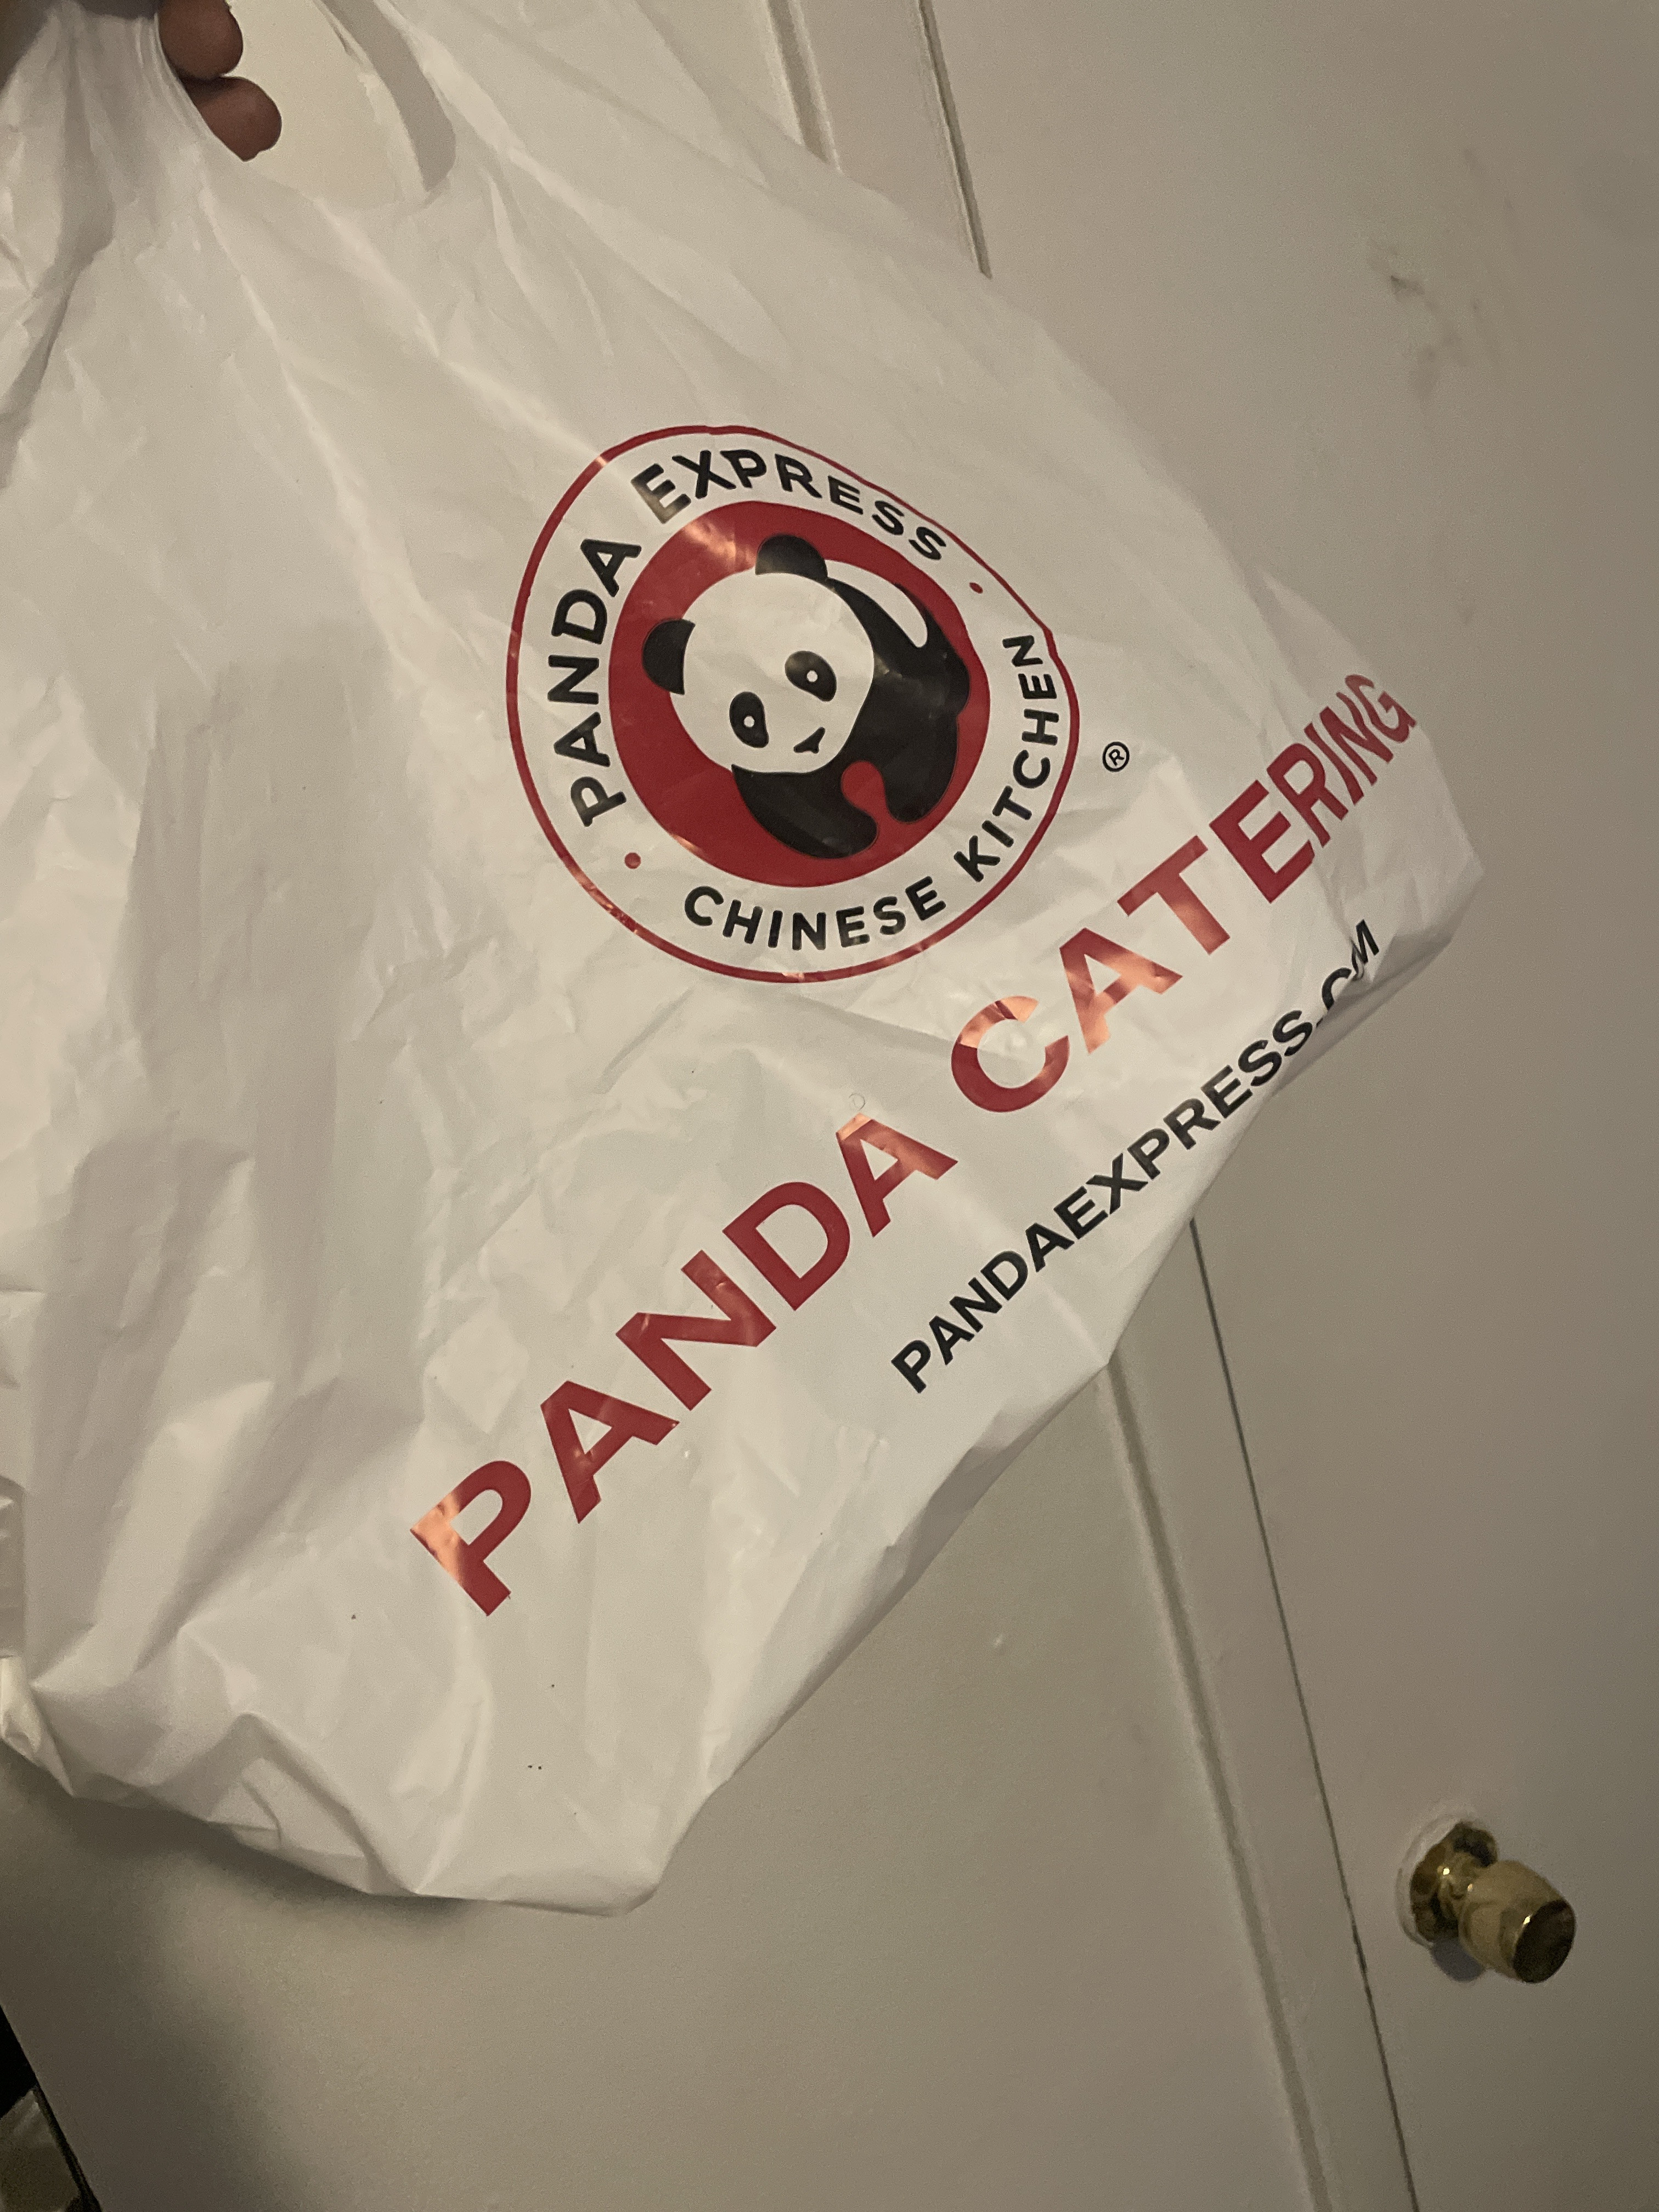 PANDA EXPRESS
CHINESE KITCHEN
®
PANDA CATERING
PANDAEXPRESS.COM